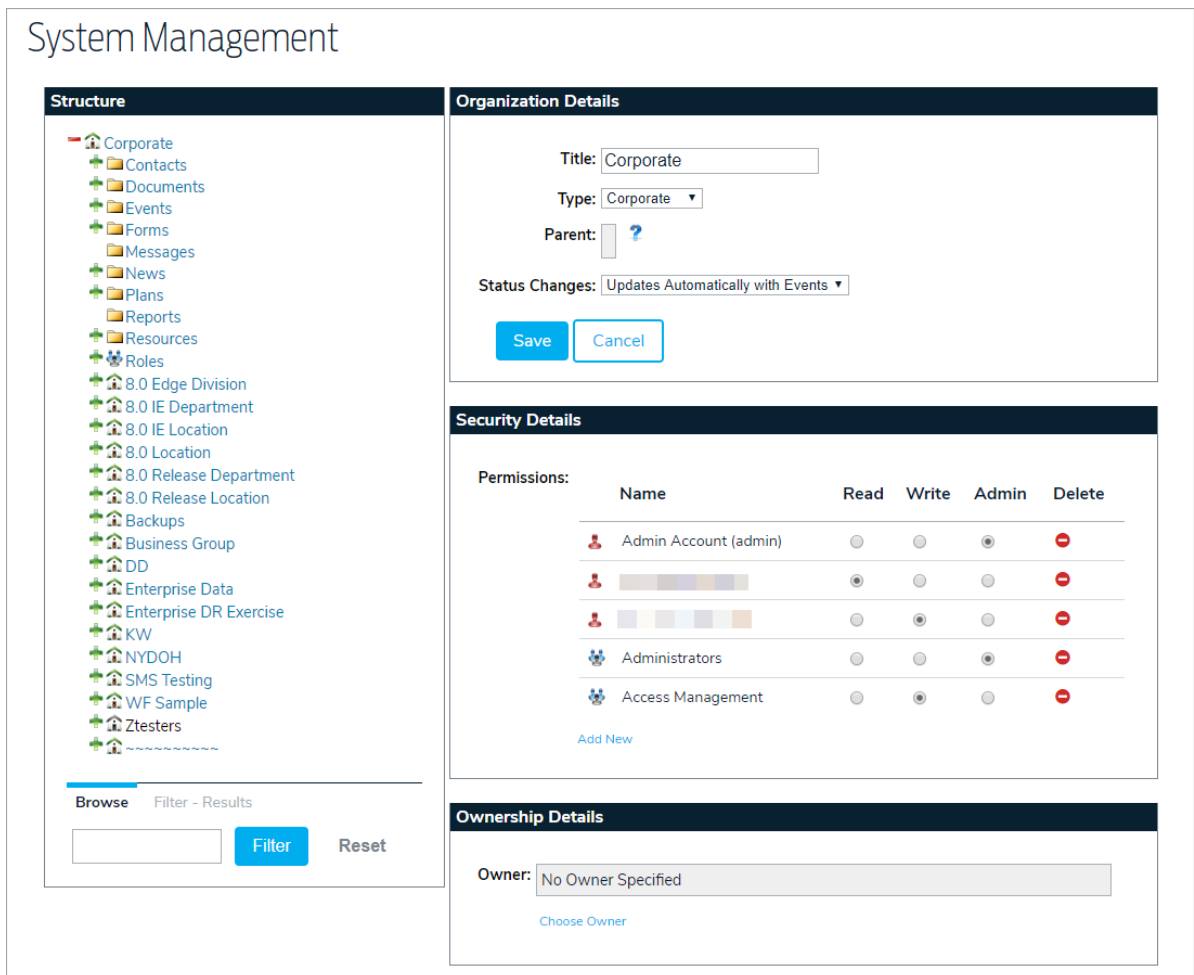 System Management
Structure
Corporate
Contacts
Documents
Events
Forms
Messages
News
Plans
Reports
Resources
Roles
8.0 Edge Division
8.0 IE Department
8.0 IE Location
8.0 Location
8.0 Release Department
8.0 Release Location
Backups
Business Group
DD
Enterprise Data
Enterprise DR Exercise
KW
NYDOH
SMS Testing
WF Sample
Ztesters
~~~~~~~~~~
Browse Filter - Results
Filter Reset
Organization Details
Title: Corporate
Type: Corporate
Parent: ?
Status Changes: Updates Automatically with Events
Save Cancel
Security Details
Permissions:
Name Read Write Admin Delete
Admin Account (admin)
Administrators
Access Management
Add New
Ownership Details
Owner: No Owner Specified
Choose Owner